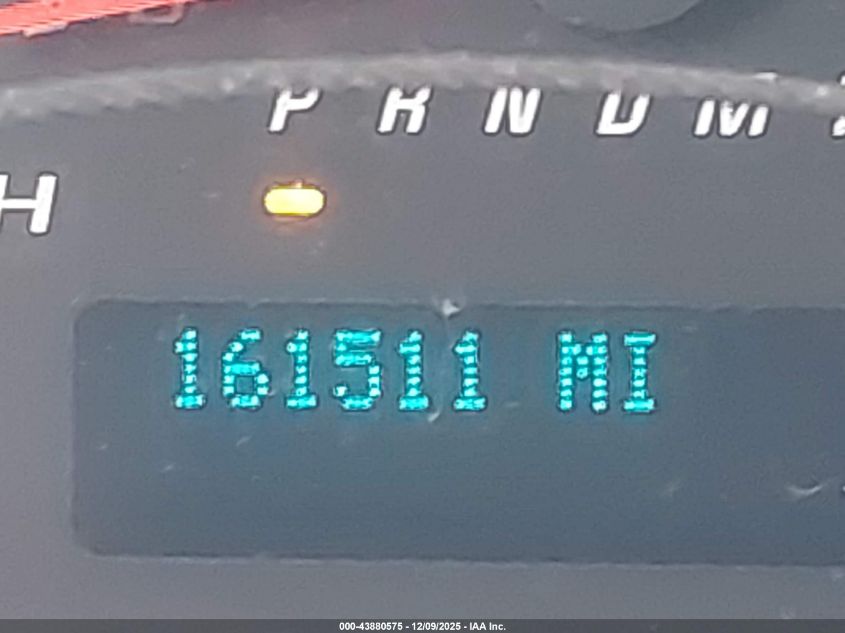 P R N D M
H
161511 MI
000-43880575 - 12/09/2025 - IAA Inc.